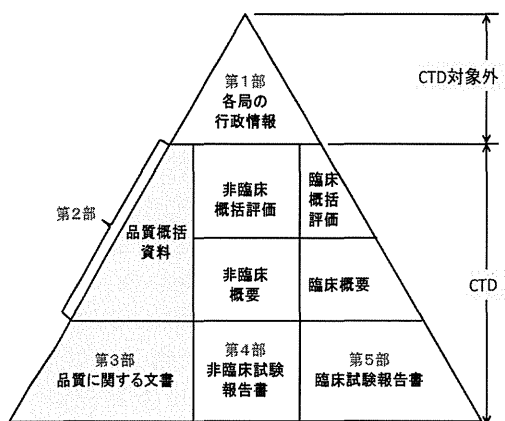 第1部
各局の
行政情報
CTD対象外
第2部
品質概括
資料
非臨床
概括評価
臨床
概括
評価
非臨床
概要
臨床概要
CTD
第3部
品質に関する文書
第4部
非臨床試験
報告書
第5部
臨床試験報告書